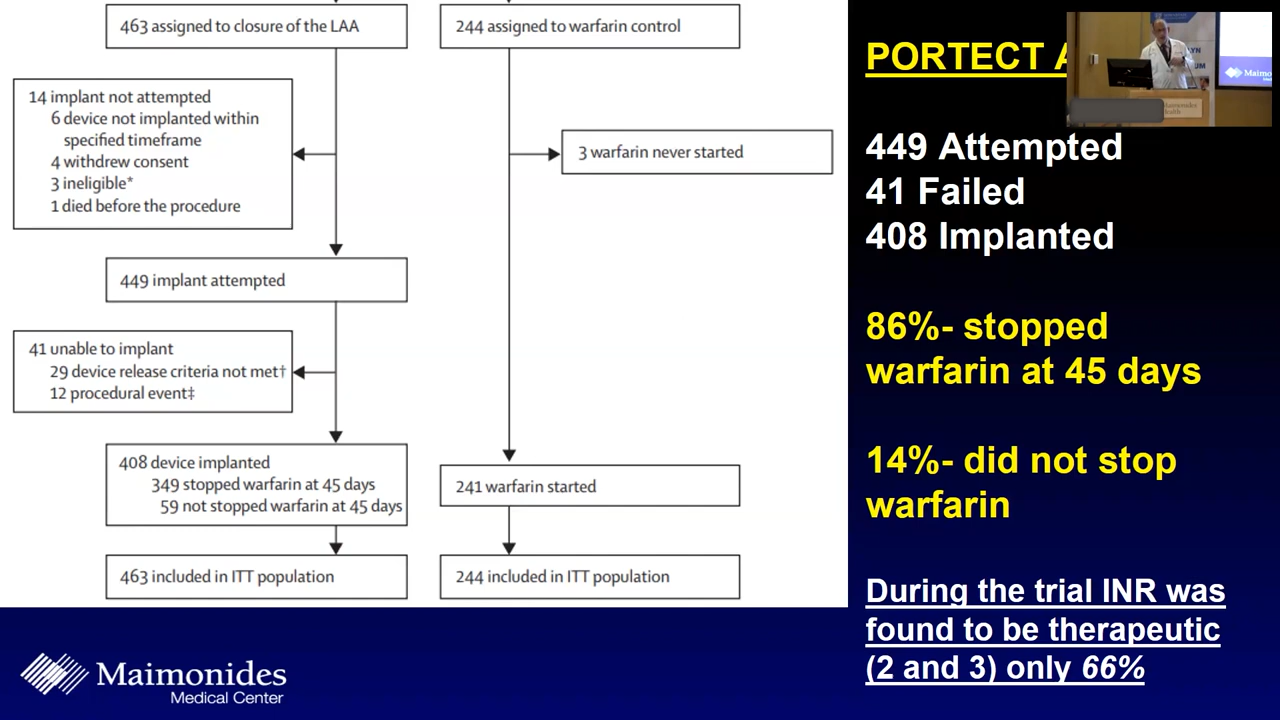 463 assigned to closure of the LAA
244 assigned to warfarin control
14 implant not attempted
6 device not implanted within
specified timeframe
4 withdrew consent
3 ineligible*
1 died before the procedure
3 warfarin never started
449 implant attempted
41 unable to implant
29 device release criteria not met†
12 procedural event‡
408 device implanted
349 stopped warfarin at 45 days
59 not stopped warfarin at 45 days
241 warfarin started
463 included in ITT population
244 included in ITT population
Maimonides
Medical Center
PORTECT A
449 Attempted
41 Failed
408 Implanted
86%- stopped
warfarin at 45 days
14%- did not stop
warfarin
During the trial INR was
found to be therapeutic
(2 and 3) only 66%